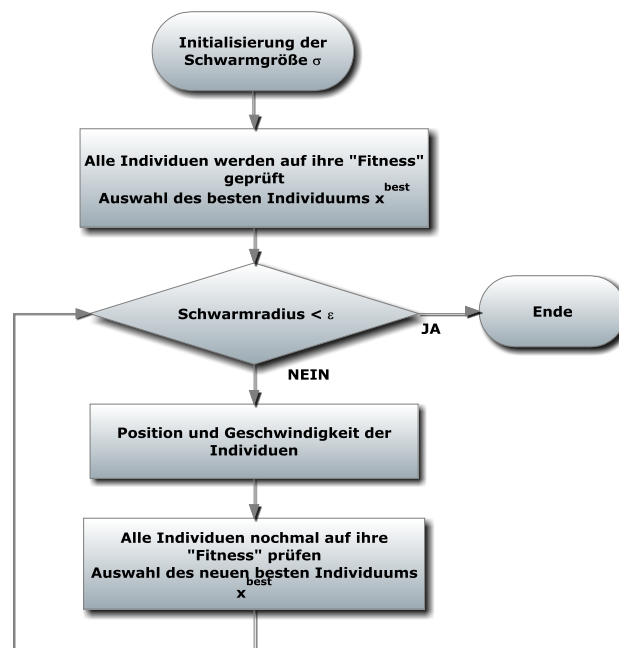 Initialisierung der
Schwarmgröße σ
Alle Individuen werden auf ihre "Fitness"
geprüft
Auswahl des besten Individuums x^best
Schwarmradius < ε
JA
Ende
NEIN
Position und Geschwindigkeit der
Individuen
Alle Individuen nochmal auf ihre
"Fitness" prüfen
Auswahl des neuen besten Individuums
x^best